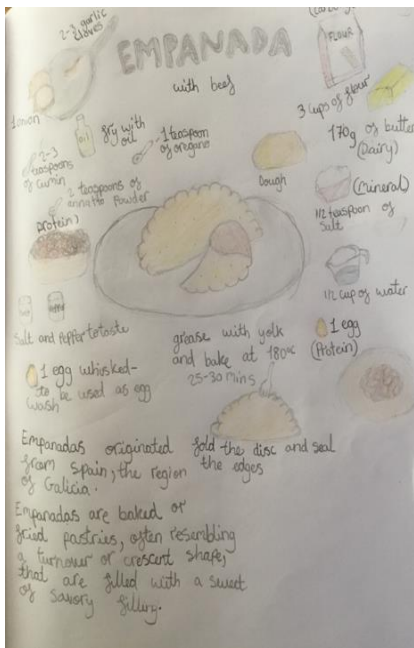 2-3 garlic
cloves
EMPANADA
with beef
FLOUR
3 cups of flour
170g of butter
(Dairy)
1 onion
OIL
fry with
oil
1 teaspoon
of oregano
2-3
teaspoons
of cumin
2 teaspoons of
annatto powder
Dough
(mineral)
1/2 teaspoon of
salt
protein)
1/2 cup of water
Salt and Pepper to taste
grease with yolk
and bake at 180°c
25-30 mins
1 egg
(Protein)
1 egg whisked-
to be used as egg
wash
fold the disc and seal
the edges
Empanadas originated
from Spain, the region
of Galicia.
Empanadas are baked or
fried pastries, often resembling
a turnover or crescent shape,
that are filled with a sweet
of savory filling.